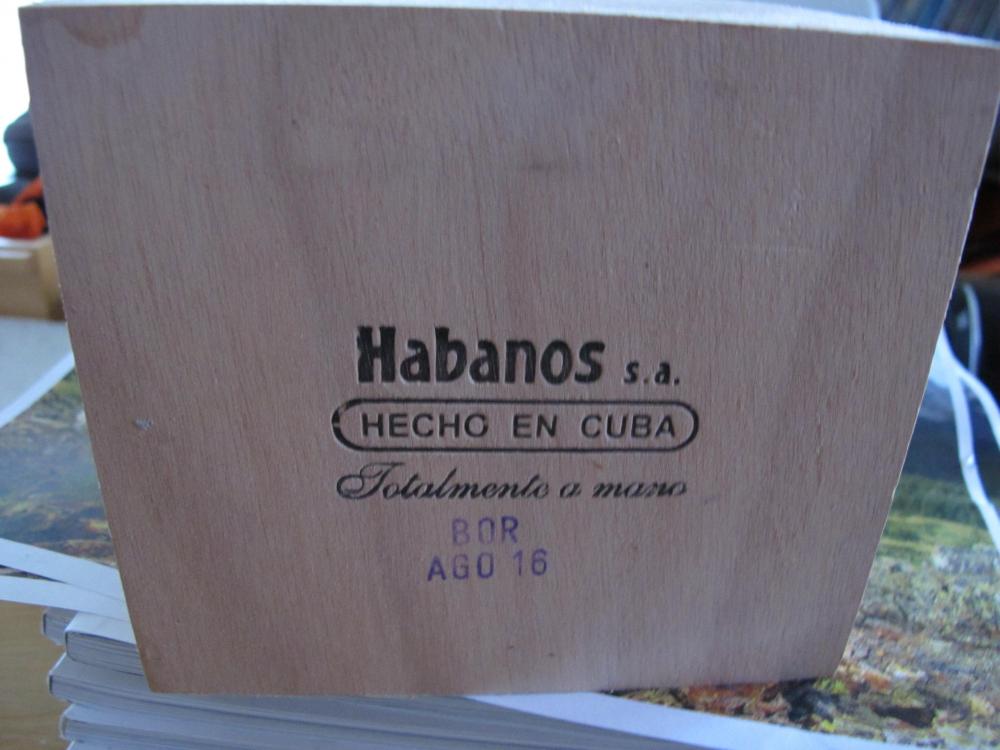 Habanos s.a.
HECHO EN CUBA
Totalmente a mano
BOR
AGO 16